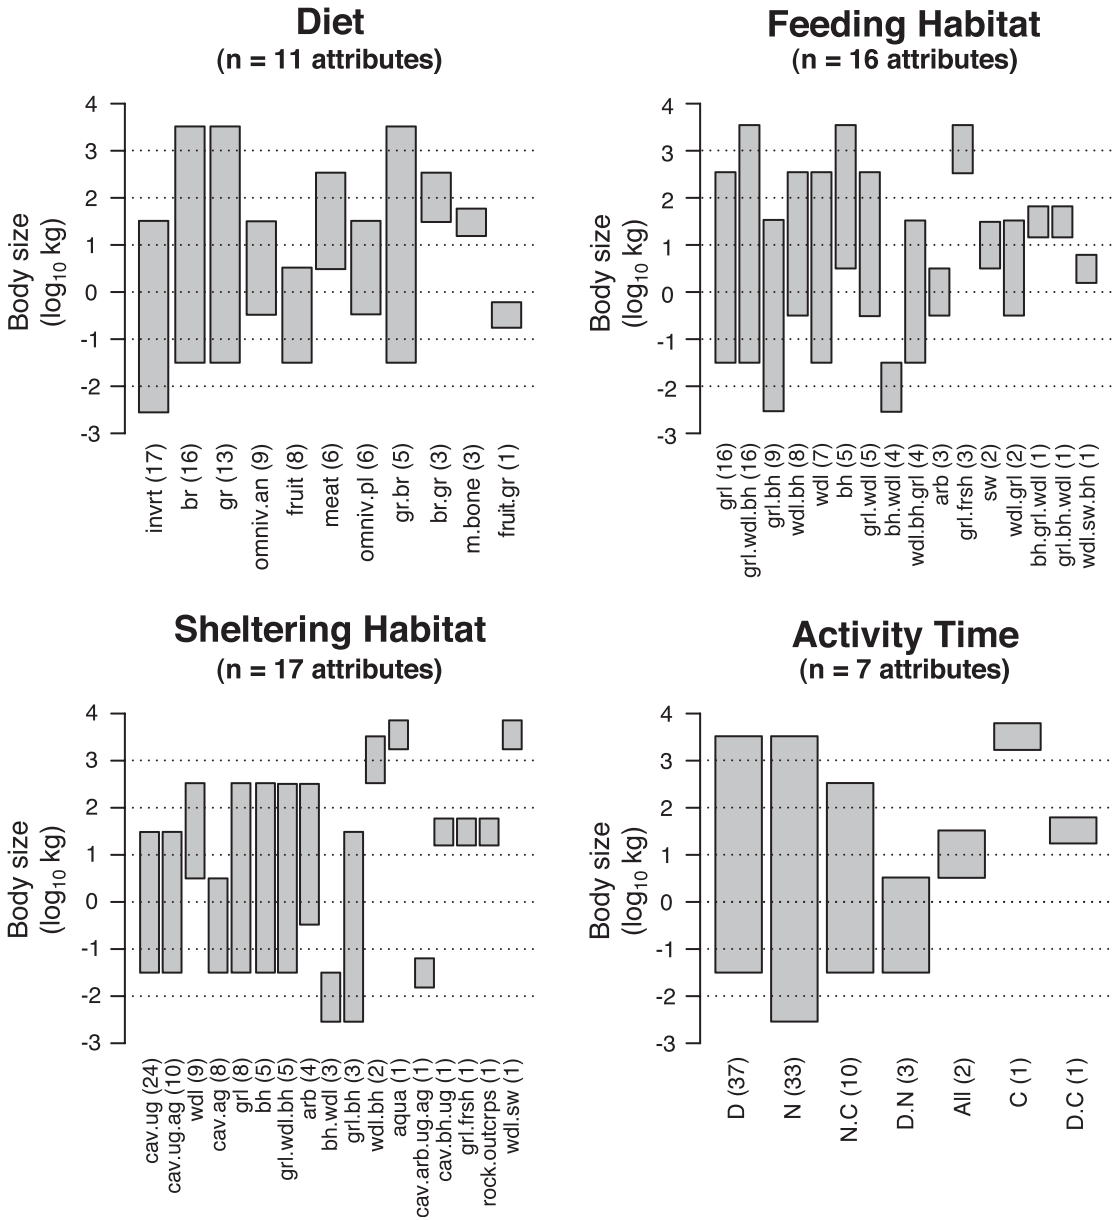 Diet
(n = 11 attributes)
Body size
(log10 kg)
4
3
2
1
0
-1
-2
-3
invrt (17)
br (16)
gr (13)
omniv.an (9)
fruit (8)
meat (6)
omniv.pl (6)
gr.br (5)
br.gr (3)
m.bone (3)
fruit.gr (1)
Feeding Habitat
(n = 16 attributes)
Body size
(log10 kg)
4
3
2
1
0
-1
-2
-3
grl (16)
grl.wdl.bh (16)
grl.bh (9)
wdl.bh (8)
wdl (7)
bh (5)
grl.wdl (5)
bh.wdl (4)
wdl.bh.grl (4)
arb (3)
grl.frsh (3)
sw (2)
wdl.grl (2)
bh.grl.wdl (1)
grl.bh.wdl (1)
wdl.sw.bh (1)
Sheltering Habitat
(n = 17 attributes)
Body size
(log10 kg)
4
3
2
1
0
-1
-2
-3
cav.ug (24)
cav.ug.ag (10)
wdl (9)
cav.ag (8)
grl (8)
bh (5)
grl.wdl.bh (5)
arb (4)
bh.wdl (3)
grl.bh (3)
wdl.bh (2)
aqua (1)
cav.arb.ug.ag (1)
cav.bh.ug (1)
grl.frsh (1)
rock.outcrps (1)
wdl.sw (1)
Activity Time
(n = 7 attributes)
Body size
(log10 kg)
4
3
2
1
0
-1
-2
-3
D (37)
N (33)
N.C (10)
D.N (3)
All (2)
C (1)
D.C (1)